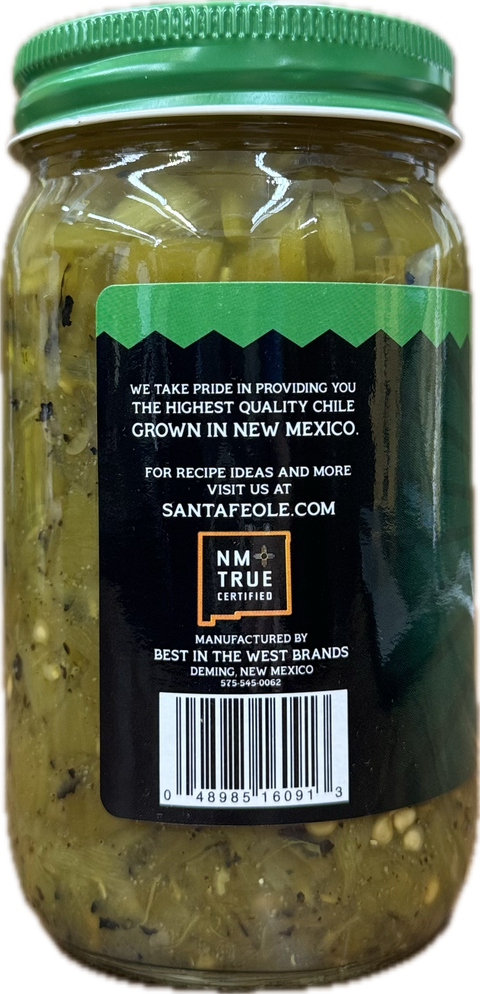 WE TAKE PRIDE IN PROVIDING YOU
THE HIGHEST QUALITY CHILE
GROWN IN NEW MEXICO.
FOR RECIPE IDEAS AND MORE
VISIT US AT
SANTAFEOLE.COM
NM
TRUE
CERTIFIED
MANUFACTURED BY
BEST IN THE WEST BRANDS
DEMING, NEW MEXICO
575-545-0062
0 48985 16091 3